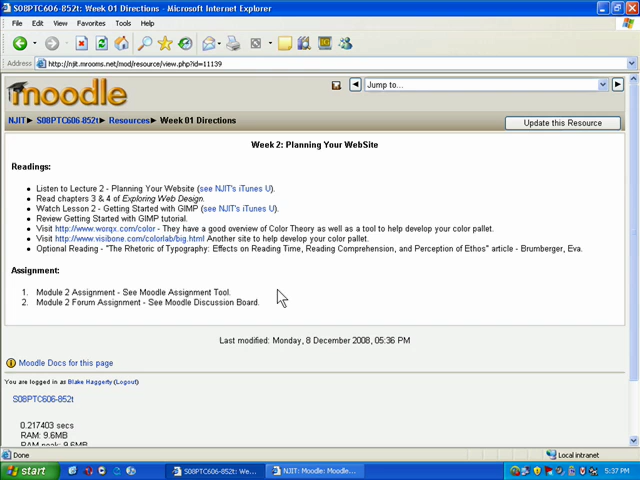 S08PTC606-852t: Week 01 Directions - Microsoft Internet Explorer
File Edit View Favorites Tools Help
Address http://njit.mrooms.net/mod/resource/view.php?id=11139
moodle Jump to...
NJIT ► S08PTC606-852t ► Resources ► Week 01 Directions Update this Resource
Week 2: Planning Your WebSite
Readings:
• Listen to Lecture 2 - Planning Your Website (see NJIT's iTunes U).
• Read chapters 3 & 4 of Exploring Web Design.
• Watch Lesson 2 - Getting Started with GIMP (see NJIT's iTunes U).
• Review Getting Started with GIMP tutorial.
• Visit http://www.worqx.com/color - They have a good overview of Color Theory as well as a tool to help develop your color pallet.
• Visit http://www.visibone.com/colorlab/big.html Another site to help develop your color pallet.
• Optional Reading - "The Rhetoric of Typography: Effects on Reading Time, Reading Comprehension, and Perception of Ethos" article - Brumberger, Eva.
Assignment:
1. Module 2 Assignment - See Moodle Assignment Tool.
2. Module 2 Forum Assignment - See Moodle Discussion Board.
Last modified: Monday, 8 December 2008, 05:36 PM
Moodle Docs for this page
You are logged in as Blake Haggerty (Logout)
S08PTC606-852t
0.217403 secs
RAM: 9.6MB
RAM peak: 9.6MB
Done Local intranet
start S08PTC606-852t: We... NJIT: Moodle: Moodle... 5:37 PM